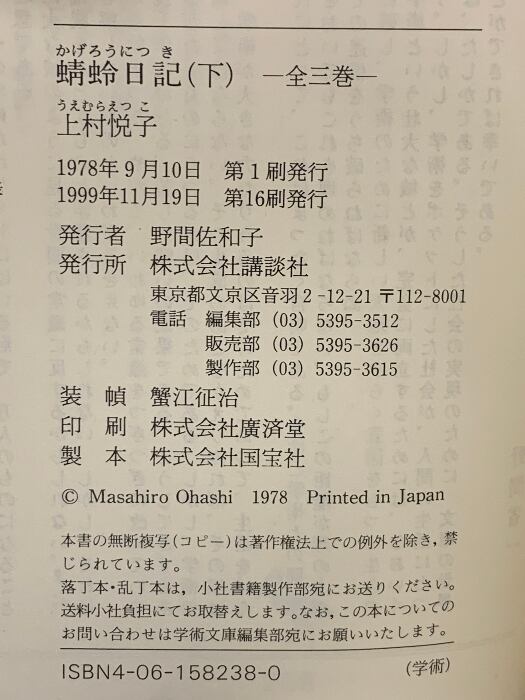 かげろうにつ き
蜻蛉日記(下) —全三巻—
うえむらえつ こ
上村悦子
1978年9月10日 第1刷発行
1999年11月19日 第16刷発行
発行者 野間佐和子
発行所 株式会社講談社
東京都文京区音羽2-12-21 〒112-8001
電話 編集部 (03) 5395-3512
販売部 (03) 5395-3626
製作部 (03) 5395-3615
装 幀 蟹江征治
印 刷 株式会社廣済堂
製 本 株式会社国宝社
© Masahiro Ohashi 1978 Printed in Japan
本書の無断複写(コピー)は著作権法上での例外を除き,禁
じられています。
落丁本·乱丁本は,小社書籍製作部宛にお送りください。
送料小社負担にてお取替えします。なお,この本についての
お問い合わせは学術文庫編集部宛にお願いいたします。
ISBN4-06-158238-0 (学術)